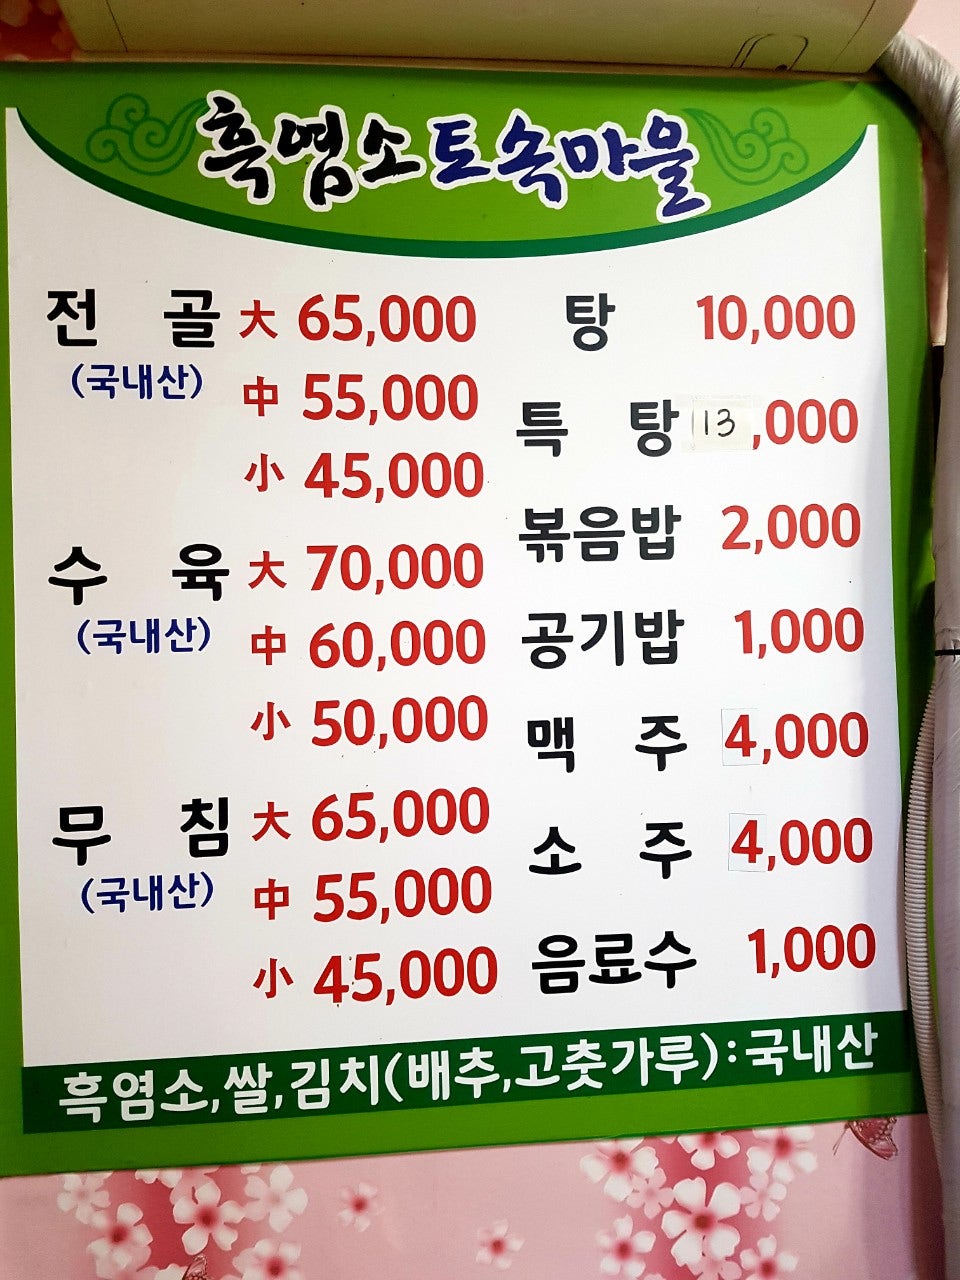 흑염소토속마을
전 골 大 65,000
(국내산)
中 55,000
小 45,000
수 육 大 70,000
(국내산)
中 60,000
小 50,000
무 침 大 65,000
(국내산)
中 55,000
小 45,000
탕 10,000
특 탕 13,000
볶음밥 2,000
공기밥 1,000
맥 주 4,000
소 주 4,000
음료수 1,000
흑염소,쌀,김치(배추,고춧가루):국내산